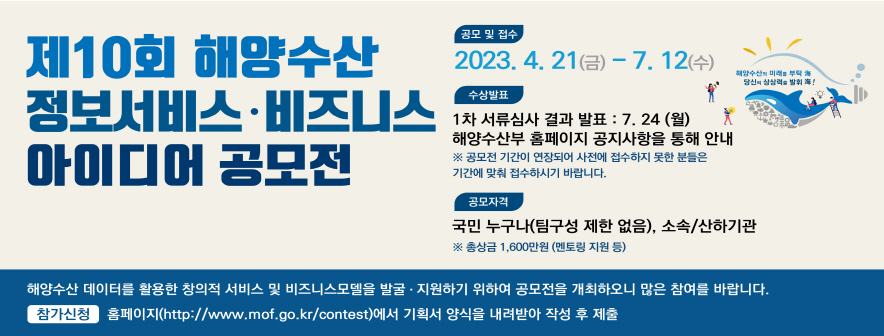 제10회 해양수산
정보서비스·비즈니스
아이디어 공모전
공모 및 접수
2023. 4. 21(금) – 7. 12(수)
수상발표
1차 서류심사 결과 발표 : 7. 24 (월)
해양수산부 홈페이지 공지사항을 통해 안내
※ 공모전 기간이 연장되어 사전에 접수하지 못한 분들은
기간에 맞춰 접수하시기 바랍니다.
공모자격
국민 누구나(팀구성 제한 없음), 소속/산하기관
※ 총상금 1,600만원 (멘토링 지원 등)
해양수산의 미래를 부탁 海
당신의 상상력을 발휘 海!
해양수산 데이터를 활용한 창의적 서비스 및 비즈니스모델을 발굴·지원하기 위하여 공모전을 개최하오니 많은 참여를 바랍니다.
참가신청 홈페이지(http://www.mof.go.kr/contest)에서 기획서 양식을 내려받아 작성 후 제출